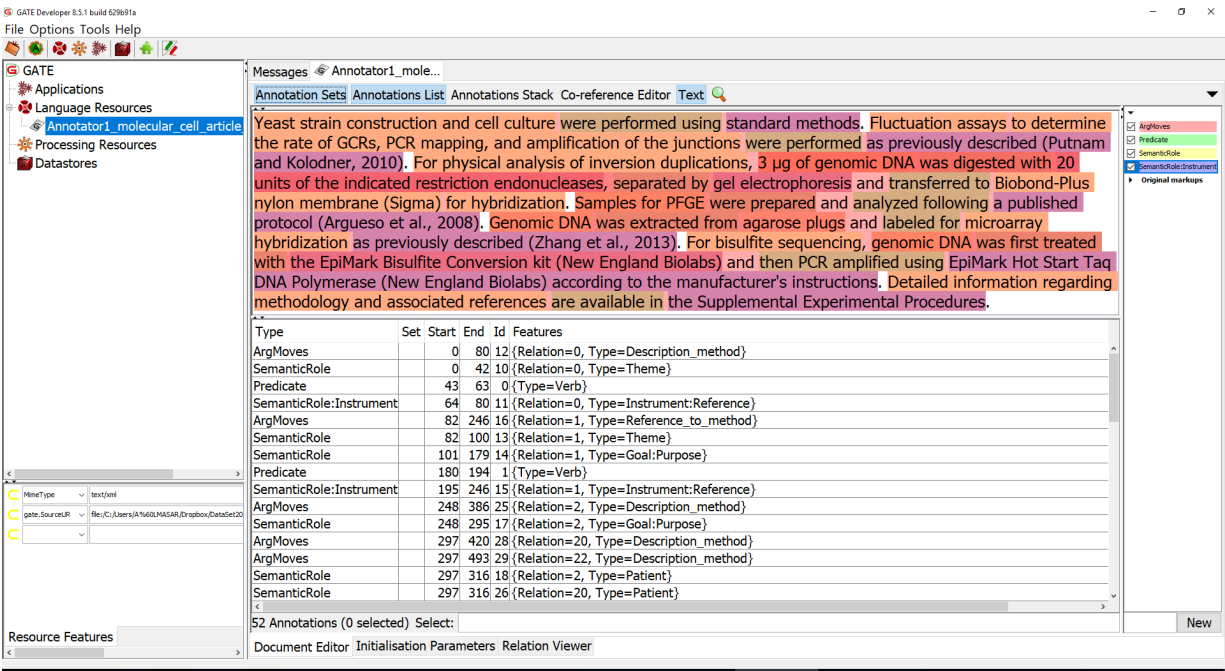 GATE Developer 8.5.1 build 629b91a
File Options Tools Help
GATE
Applications
Language Resources
Annotator1_molecular_cell_article_
Processing Resources
Datastores
MimeType text/xml
gate.SourceUR file:/C:/Users/A%60LMASAR/Dropbox/DataSet20
Resource Features
Messages Annotator1_mole...
Annotation Sets Annotations List Annotations Stack Co-reference Editor Text
Yeast strain construction and cell culture were performed using standard methods. Fluctuation assays to determine
the rate of GCRs, PCR mapping, and amplification of the junctions were performed as previously described (Putnam
and Kolodner, 2010). For physical analysis of inversion duplications, 3 µg of genomic DNA was digested with 20
units of the indicated restriction endonucleases, separated by gel electrophoresis and transferred to Biobond-Plus
nylon membrane (Sigma) for hybridization. Samples for PFGE were prepared and analyzed following a published
protocol (Argueso et al., 2008). Genomic DNA was extracted from agarose plugs and labeled for microarray
hybridization as previously described (Zhang et al., 2013). For bisulfite sequencing, genomic DNA was first treated
with the EpiMark Bisulfite Conversion kit (New England Biolabs) and then PCR amplified using EpiMark Hot Start Taq
DNA Polymerase (New England Biolabs) according to the manufacturer's instructions. Detailed information regarding
methodology and associated references are available in the Supplemental Experimental Procedures.
Type Set Start End Id Features
ArgMoves 0 80 12 {Relation=0, Type=Description_method}
SemanticRole 0 42 10 {Relation=0, Type=Theme}
Predicate 43 63 0 {Type=Verb}
SemanticRole:Instrument 64 80 11 {Relation=0, Type=Instrument:Reference}
ArgMoves 82 246 16 {Relation=1, Type=Reference_to_method}
SemanticRole 82 100 13 {Relation=1, Type=Theme}
SemanticRole 101 179 14 {Relation=1, Type=Goal:Purpose}
Predicate 180 194 1 {Type=Verb}
SemanticRole:Instrument 195 246 15 {Relation=1, Type=Instrument:Reference}
ArgMoves 248 386 25 {Relation=2, Type=Description_method}
SemanticRole 248 295 17 {Relation=2, Type=Goal:Purpose}
ArgMoves 297 420 28 {Relation=20, Type=Description_method}
ArgMoves 297 493 29 {Relation=22, Type=Description_method}
SemanticRole 297 316 18 {Relation=2, Type=Patient}
SemanticRole 297 316 26 {Relation=20, Type=Patient}
52 Annotations (0 selected) Select:
Document Editor Initialisation Parameters Relation Viewer
ArgMoves
Predicate
SemanticRole
SemanticRole:Instrument
Original markups
New